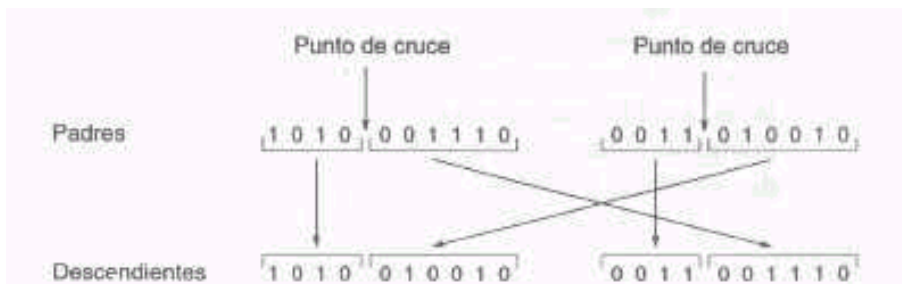 Punto de cruce Punto de cruce
Padres 1 0 1 0 0 0 1 1 1 0 0 0 1 1 0 1 0 0 1 0
Descendientes 1 0 1 0 0 1 0 0 1 0 0 0 1 1 0 0 1 1 1 0